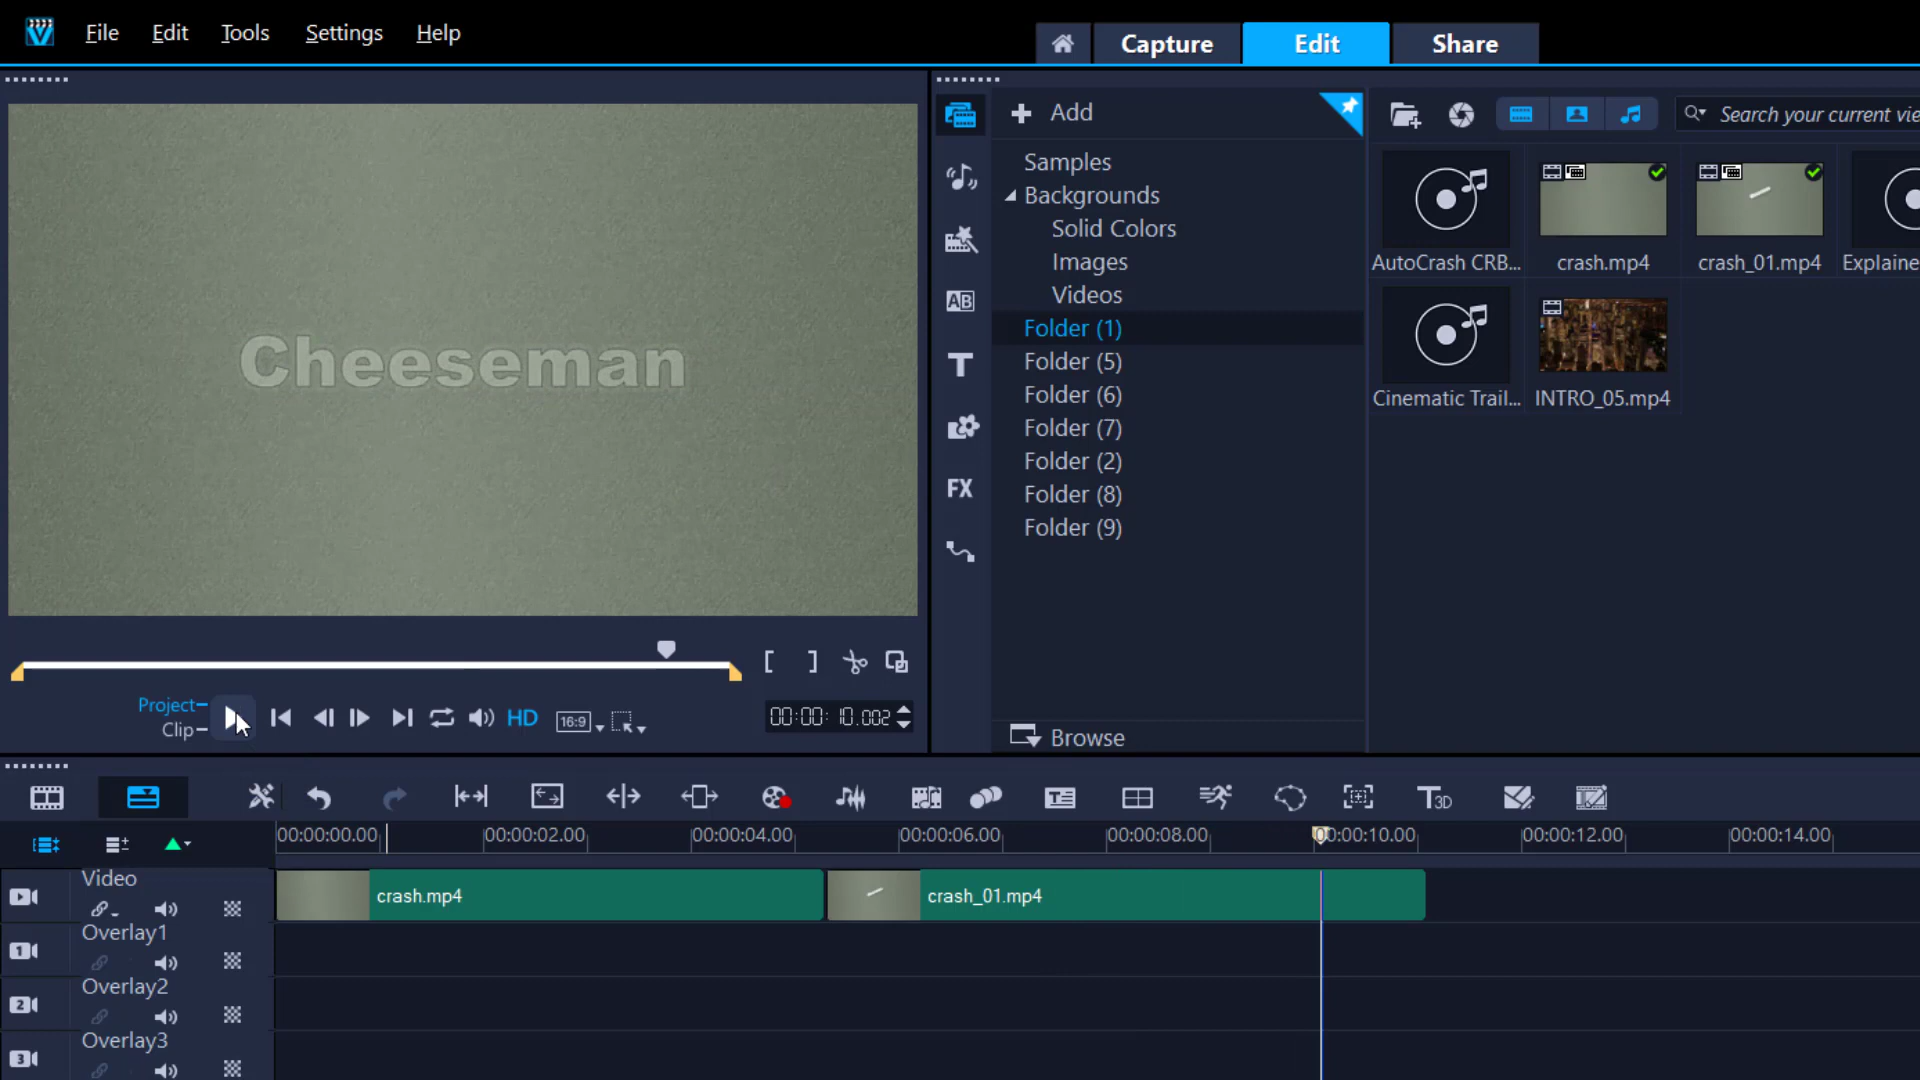 File Edit Tools Settings Help
Capture Edit Share
Cheeseman
Add
Samples
Backgrounds
Solid Colors
Images
Videos
Folder (1)
Folder (5)
Folder (6)
Folder (7)
Folder (2)
Folder (8)
Folder (9)
Browse
AB
T
FX
Search your current vie
AutoCrash CRB... crash.mp4 crash_01.mp4 Explaine
Cinematic Trail... INTRO_05.mp4
[ ]
Project
Clip
HD 16:9 00:00:10.002
T3D
00:00:00.00 00:00:02.00 00:00:04.00 00:00:06.00 00:00:08.00 00:00:10.00 00:00:12.00 00:00:14.00
Video
crash.mp4 crash_01.mp4
Overlay1
1
Overlay2
2
Overlay3
3